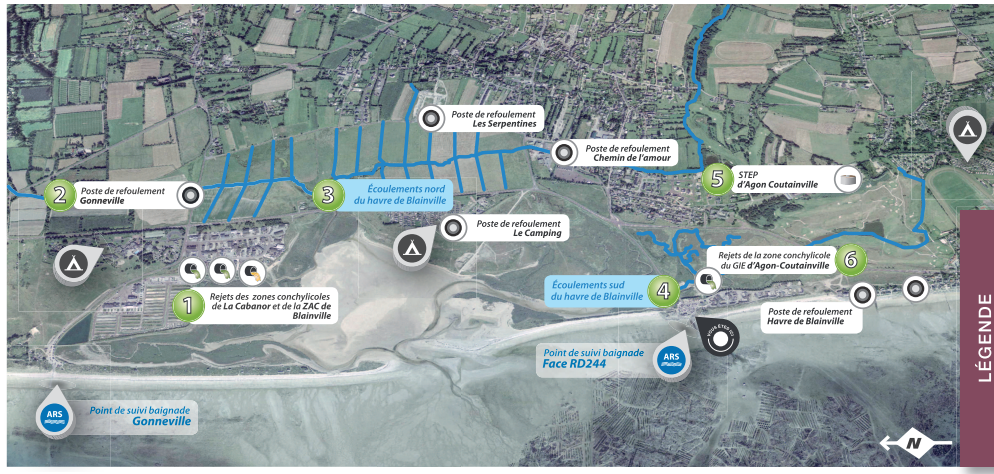 Poste de refoulement
Les Serpentines
Poste de refoulement
Chemin de l'amour
2
Poste de refoulement
Gonneville
3
Écoulements nord
du havre de Blainville
5
STEP
d'Agon Coutainville
Poste de refoulement
Le Camping
Rejets de la zone conchylicole
du GIE d'Agon-Coutainville
6
1
Rejets des zones conchylicoles
de La Cabanor et de la ZAC de
Blainville
Écoulements sud
du havre de Blainville
4
Poste de refoulement
Havre de Blainville
VOUS ÊTES ICI
Point de suivi baignade
Face RD244
ARS
ARS
Point de suivi baignade
Gonneville
N
LÉGENDE